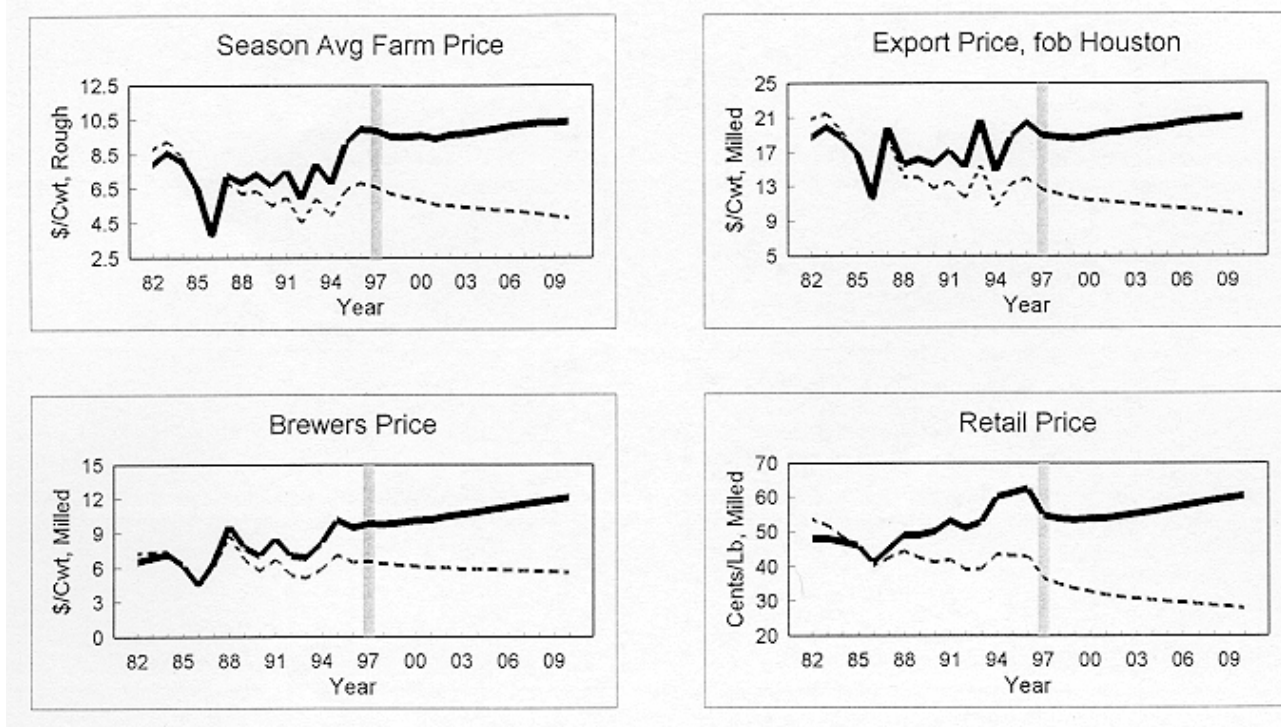 Season Avg Farm Price
$/Cwt, Rough
12.5
10.5
8.5
6.5
4.5
2.5
82 85 88 91 94 97 00 03 06 09
Year
Export Price, fob Houston
$/Cwt, Milled
25
21
17
13
9
5
82 85 88 91 94 97 00 03 06 09
Year
Brewers Price
$/Cwt, Milled
15
12
9
6
3
0
82 85 88 91 94 97 00 03 06 09
Year
Retail Price
Cents/Lb, Milled
70
60
50
40
30
20
82 85 88 91 94 97 00 03 06 09
Year